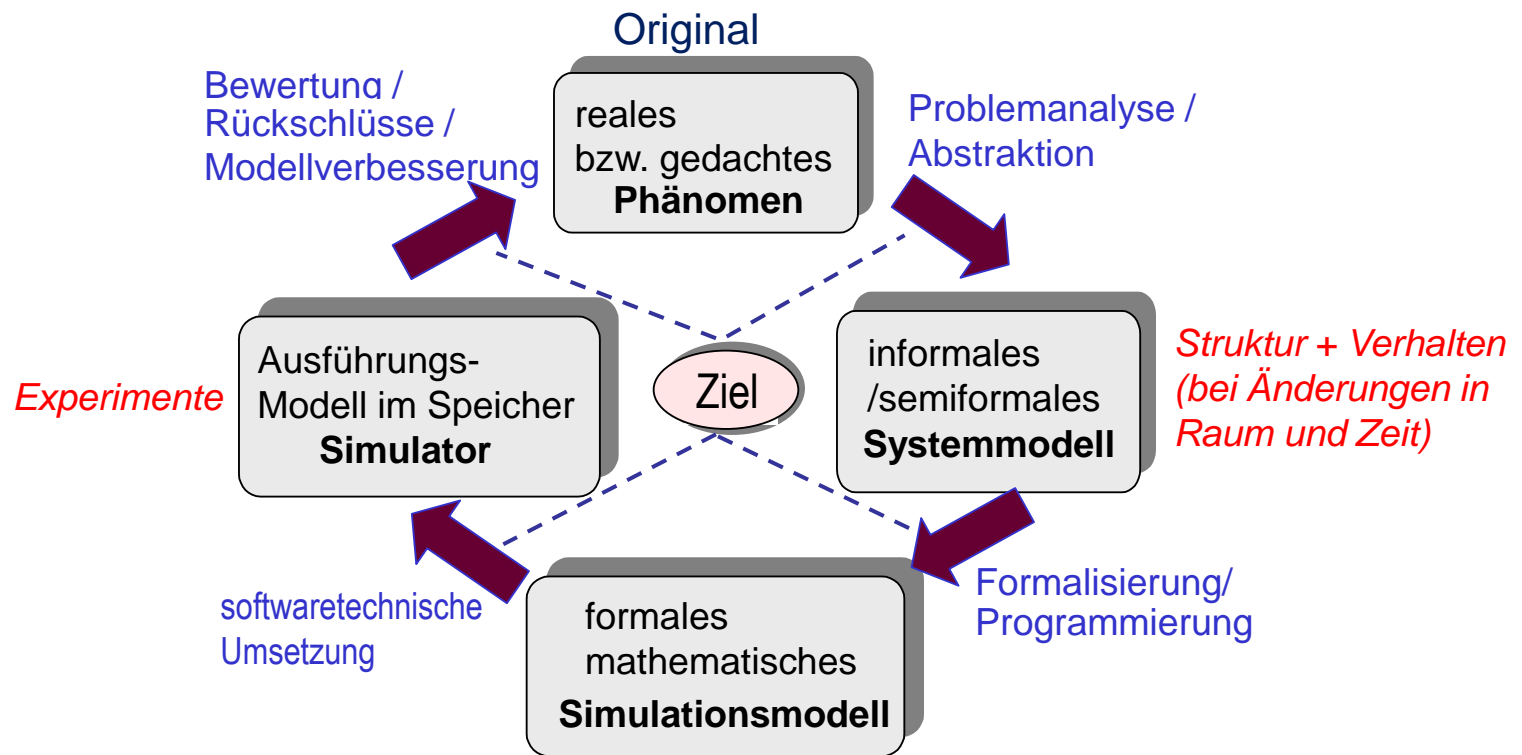 Original
reales
bzw. gedachtes
Phänomen
Problemanalyse /
Abstraktion
informales
/semiformales
Systemmodell
Struktur + Verhalten
(bei Änderungen in
Raum und Zeit)
Formalisierung/
Programmierung
formales
mathematisches
Simulationsmodell
softwaretechnische
Umsetzung
Ausführungs-
Modell im Speicher
Simulator
Experimente
Bewertung /
Rückschlüsse /
Modellverbesserung
Ziel